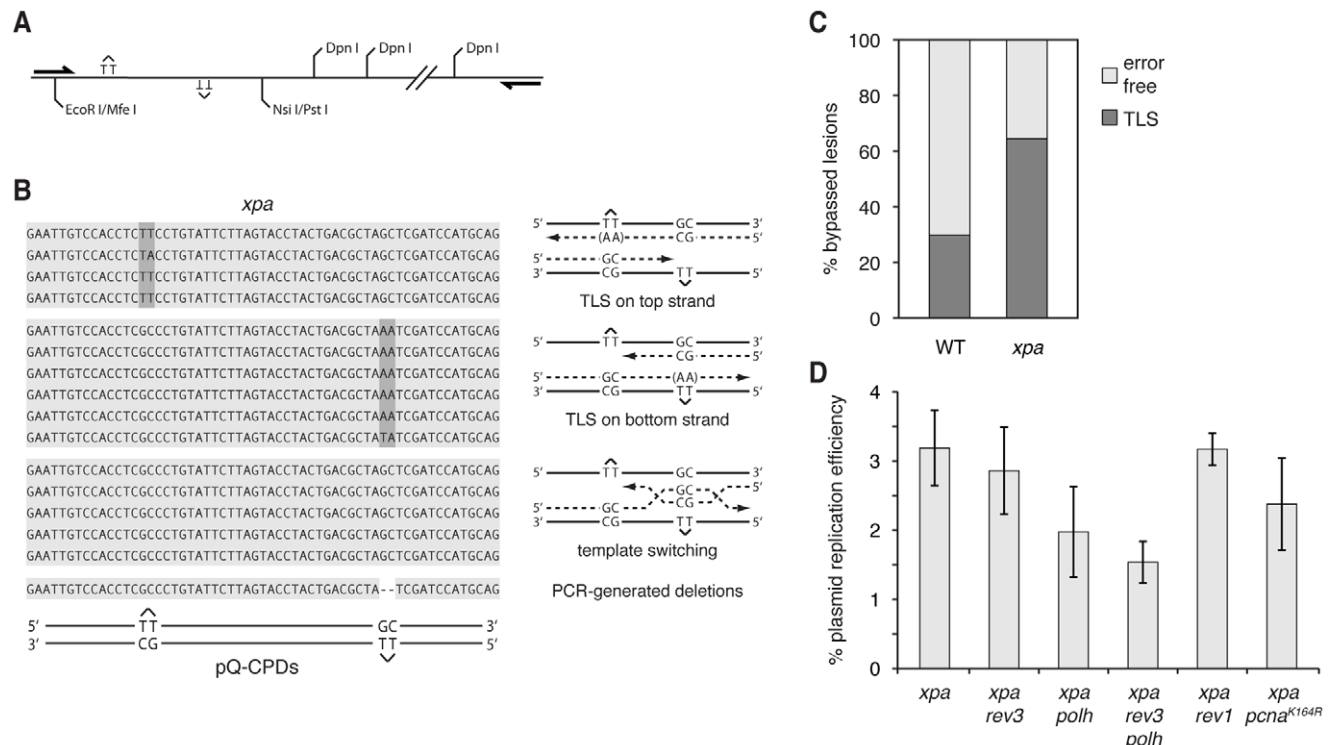 A
TT
TT
Dpn I
Dpn I
Dpn I
EcoR I/Mfe I
Nsi I/Pst I
B
xpa
GAATTGTCCACCTCTTCCTGTATTCTTAGTACCTACTGACGCTAGCTCGATCCATGCAG
GAATTGTCCACCTCTACCTGTATTCTTAGTACCTACTGACGCTAGCTCGATCCATGCAG
GAATTGTCCACCTCTTCCTGTATTCTTAGTACCTACTGACGCTAGCTCGATCCATGCAG
GAATTGTCCACCTCTTCCTGTATTCTTAGTACCTACTGACGCTAGCTCGATCCATGCAG
GAATTGTCCACCTCGCCCTGTATTCTTAGTACCTACTGACGCTAAATCGATCCATGCAG
GAATTGTCCACCTCGCCCTGTATTCTTAGTACCTACTGACGCTAAATCGATCCATGCAG
GAATTGTCCACCTCGCCCTGTATTCTTAGTACCTACTGACGCTAAATCGATCCATGCAG
GAATTGTCCACCTCGCCCTGTATTCTTAGTACCTACTGACGCTAAATCGATCCATGCAG
GAATTGTCCACCTCGCCCTGTATTCTTAGTACCTACTGACGCTAAATCGATCCATGCAG
GAATTGTCCACCTCGCCCTGTATTCTTAGTACCTACTGACGCTATATCGATCCATGCAG
GAATTGTCCACCTCGCCCTGTATTCTTAGTACCTACTGACGCTAGCTCGATCCATGCAG
GAATTGTCCACCTCGCCCTGTATTCTTAGTACCTACTGACGCTAGCTCGATCCATGCAG
GAATTGTCCACCTCGCCCTGTATTCTTAGTACCTACTGACGCTAGCTCGATCCATGCAG
GAATTGTCCACCTCGCCCTGTATTCTTAGTACCTACTGACGCTAGCTCGATCCATGCAG
GAATTGTCCACCTCGCCCTGTATTCTTAGTACCTACTGACGCTAGCTCGATCCATGCAG
GAATTGTCCACCTCGCCCTGTATTCTTAGTACCTACTGACGCTA--TCGATCCATGCAG
5' TT GC 3'
3' CG TT 5'
pQ-CPDs
5' TT GC 3'
(AA) CG 5'
5' GC
3' CG TT 5'
TLS on top strand
5' TT GC 3'
CG 5'
5' GC (AA)
3' CG TT 5'
TLS on bottom strand
5' TT GC 3'
GC 5'
CG
5' GC
3' CG TT 5'
template switching
PCR-generated deletions
C
% bypassed lesions
100
80
60
40
20
0
WT
xpa
error free
TLS
D
% plasmid replication efficiency
4
3
2
1
0
xpa
xpa rev3
xpa polh
xpa rev3 polh
xpa rev1
xpa pcnaK164R